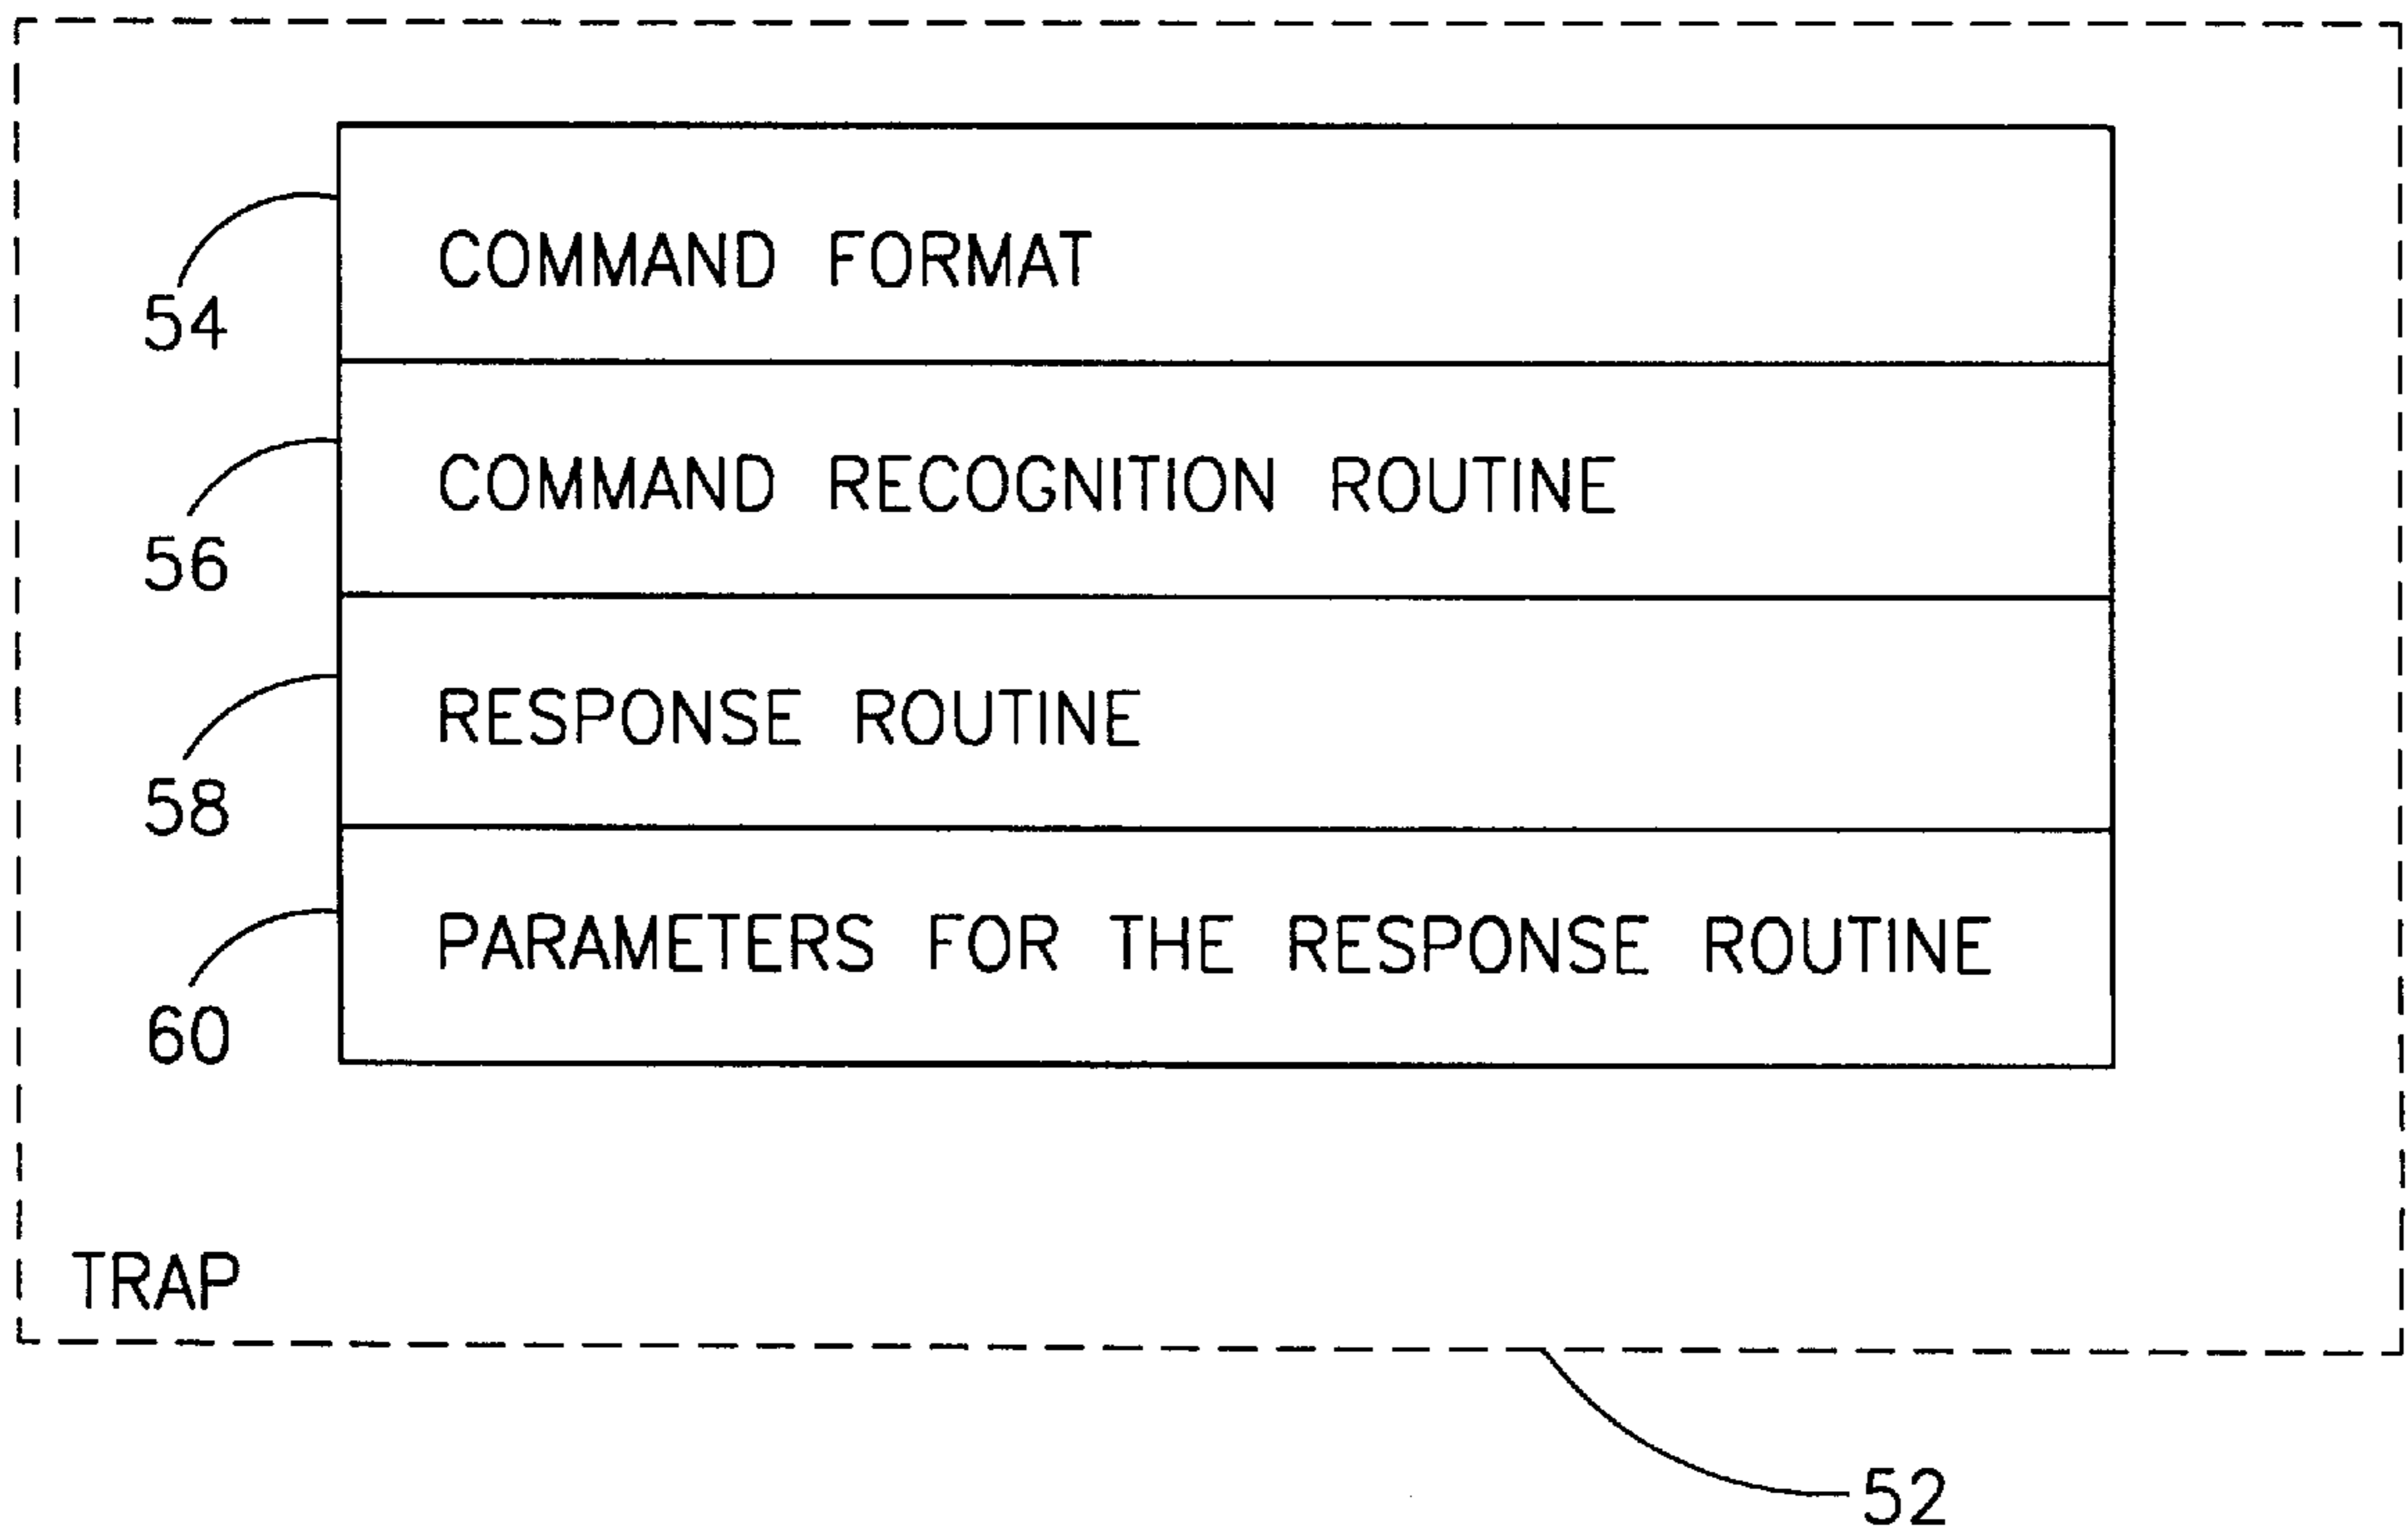 COMMAND FORMAT
54
COMMAND RECOGNITION ROUTINE
56
RESPONSE ROUTINE
58
PARAMETERS FOR THE RESPONSE ROUTINE
60
TRAP
52